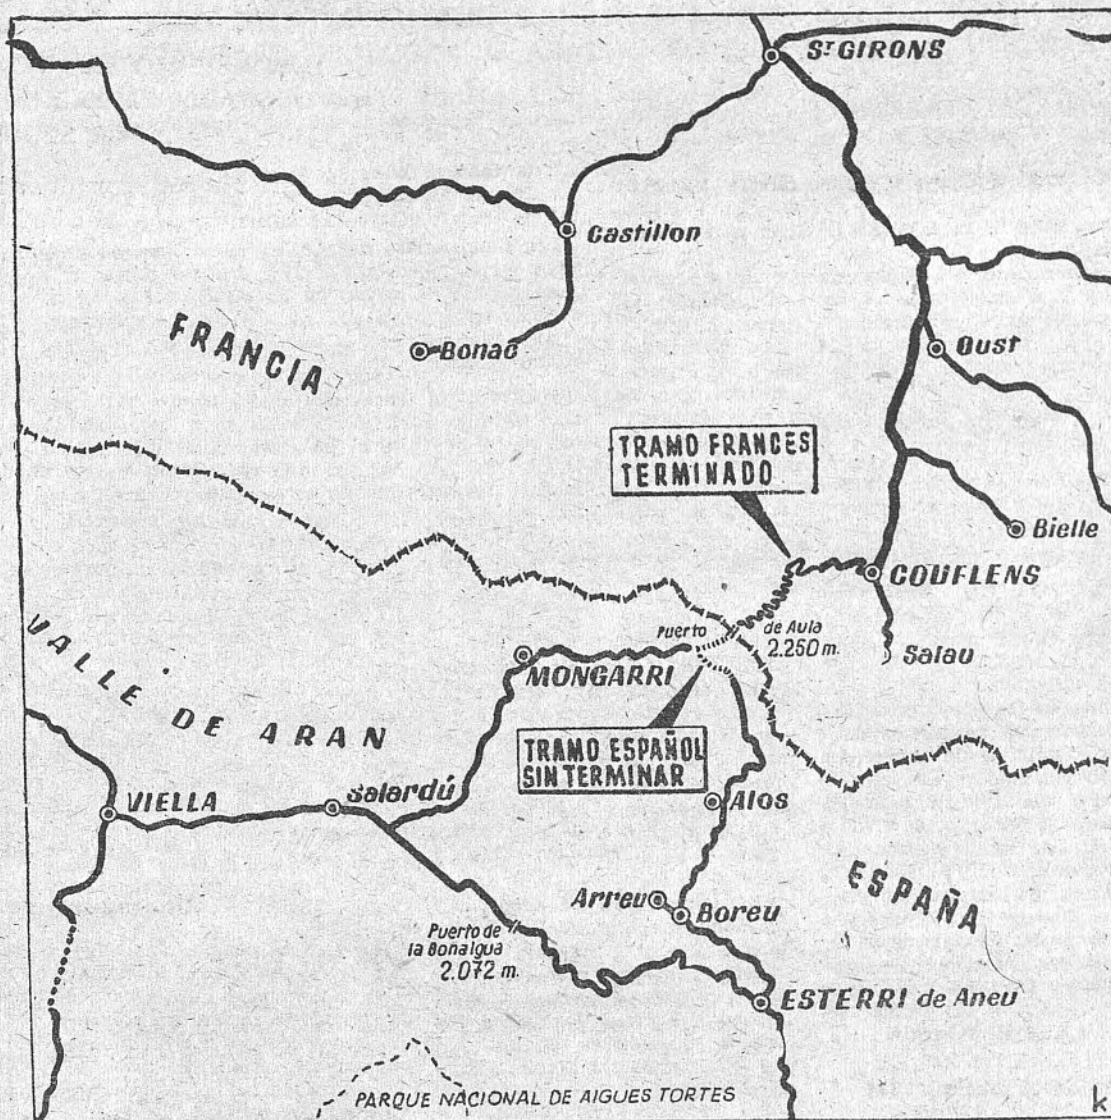 Sᵗ GIRONS
Castillon
FRANCIA
Bonac
Oust
TRAMO FRANCES
TERMINADO
Bielle
COUFLENS
Puerto
de Aula
2.250 m.
Salau
MONGARRI
VALLE DE ARAN
TRAMO ESPAÑOL
SIN TERMINAR
VIELLA
Salardú
Alos
ESPAÑA
Arreu
Boreu
Puerto de
la Bonaigua
2.072 m.
ESTERRI de Aneu
PARQUE NACIONAL DE AIGUES TORTES
k